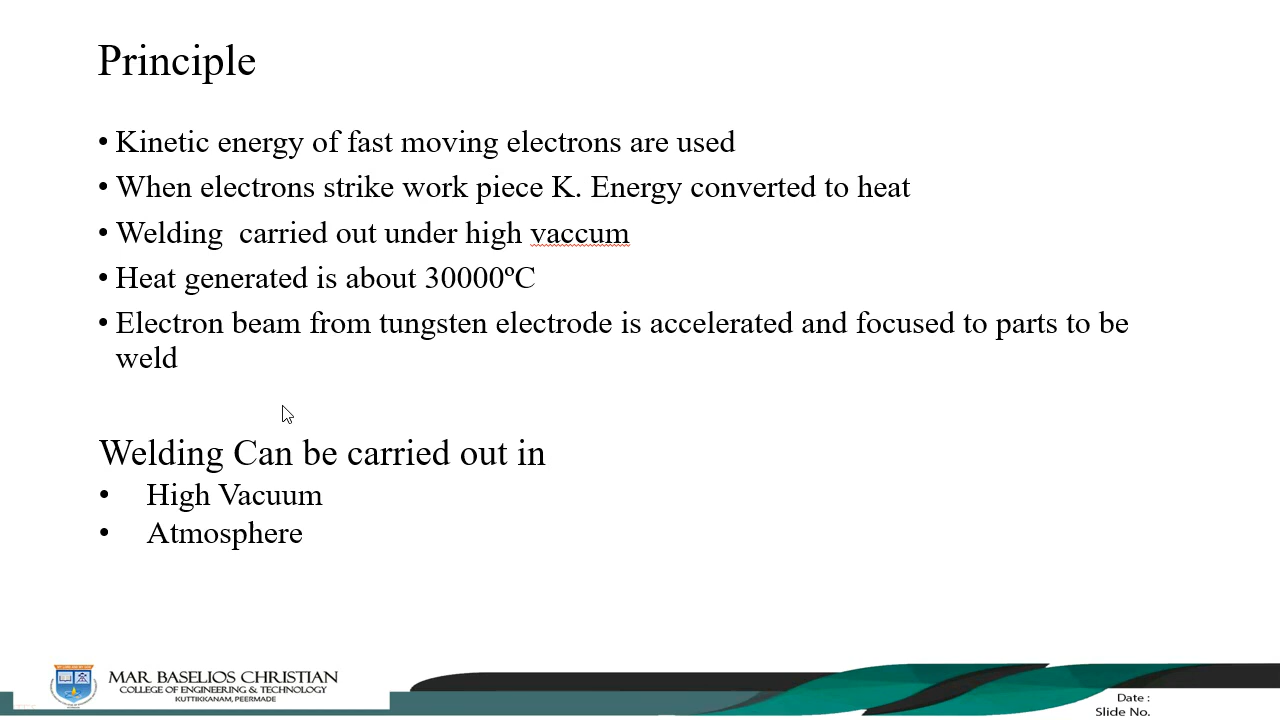 Principle
• Kinetic energy of fast moving electrons are used
• When electrons strike work piece K. Energy converted to heat
• Welding  carried out under high vaccum
• Heat generated is about 30000ºC
• Electron beam from tungsten electrode is accelerated and focused to parts to be
weld
Welding Can be carried out in
• High Vacuum
• Atmosphere
MAR BASELIOS CHRISTIAN
COLLEGE OF ENGINEERING & TECHNOLOGY
KUTTIKKANAM, PEERMADE
Date :
Slide No.